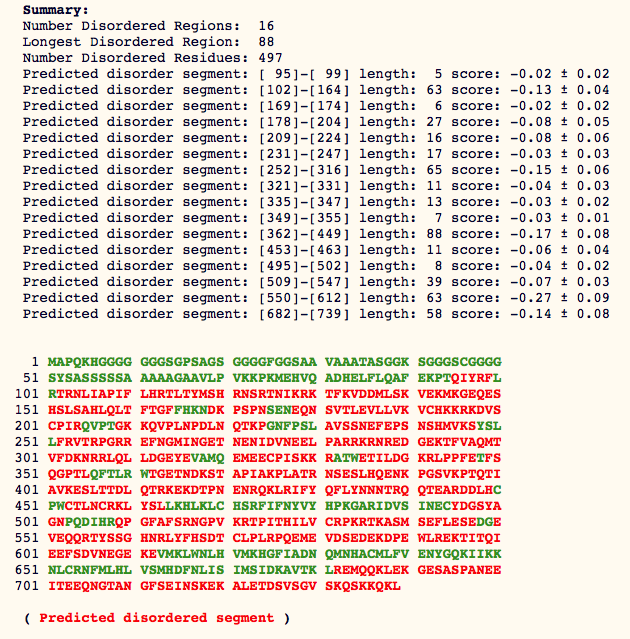 Summary:
Number Disordered Regions:  16
Longest Disordered Region:  88
Number Disordered Residues: 497
Predicted disorder segment: [ 95]-[ 99] length:  5 score: -0.02 ± 0.02
Predicted disorder segment: [102]-[164] length: 63 score: -0.13 ± 0.04
Predicted disorder segment: [169]-[174] length:  6 score: -0.02 ± 0.02
Predicted disorder segment: [178]-[204] length: 27 score: -0.08 ± 0.05
Predicted disorder segment: [209]-[224] length: 16 score: -0.08 ± 0.06
Predicted disorder segment: [231]-[247] length: 17 score: -0.03 ± 0.03
Predicted disorder segment: [252]-[316] length: 65 score: -0.15 ± 0.06
Predicted disorder segment: [321]-[331] length: 11 score: -0.04 ± 0.03
Predicted disorder segment: [335]-[347] length: 13 score: -0.03 ± 0.02
Predicted disorder segment: [349]-[355] length:  7 score: -0.03 ± 0.01
Predicted disorder segment: [362]-[449] length: 88 score: -0.17 ± 0.08
Predicted disorder segment: [453]-[463] length: 11 score: -0.06 ± 0.04
Predicted disorder segment: [495]-[502] length:  8 score: -0.04 ± 0.02
Predicted disorder segment: [509]-[547] length: 39 score: -0.07 ± 0.03
Predicted disorder segment: [550]-[612] length: 63 score: -0.27 ± 0.09
Predicted disorder segment: [682]-[739] length: 58 score: -0.14 ± 0.08
1 MAPQKHGGGG GGGSGPSAGS GGGGFGGSAA VAAATASGGK SGGGSCGGGG
51 SYSASSSSSA AAAAGAAVLP VKKPKMEHVQ ADHELFLQAF EKPTQIYRFL
101 RTRNLIAPIF LHRTLTYMSH RNSRTNIKRK TFKVDDMLSK VEKMKGEQES
151 HSLSAHLQLT FTGFFHKNDK PSPNSENEQN SVTLEVLLVK VCHKKRKDVS
201 CPIRQVPTGK KQVPLNPDLN QTKPGNFPSL AVSSNEFEPS NSHMVKSYSL
251 LFRVTRPGRR EFNGMINGET NENIDVNEEL PARRKRNRED GEKTFVAQMT
301 VFDKNRRLQL LDGEYEVAMQ EMEECPISKK RATWETILDG KRLPPFETFS
351 QGPTLQFTLR WTGETNDKST APIAKPLATR NSESLHQENK PGSVKPTQTI
401 AVKESLTTDL QTRKEKDTPN ENRQKLRIFY QFLYNNNTRQ QTEARDDLHC
451 PWCTLNCRKL YSLLKHLKLC HSRFIFNYVY HPKGARIDVS INECYDGSYA
501 GNPQDIHRQP GFAFSRNGPV KRTPITHILV CRPKRTKASM SEFLESEDGE
551 VEQQRTYSSG HNRLYFHSDT CLPLRPQEME VDSEDEKDPE WLREKTITQI
601 EEFSDVNEGE KEVMKLWNLH VMKHGFIADN QMNHACMLFV ENYGQKIIKK
651 NLCRNFMLHL VSMHDFNLIS IMSIDKAVTK LREMQQKLEK GESASPANEE
701 ITEEQNGTAN GFSEINSKEK ALETDSVSGV SKQSKKQKL
( Predicted disordered segment )